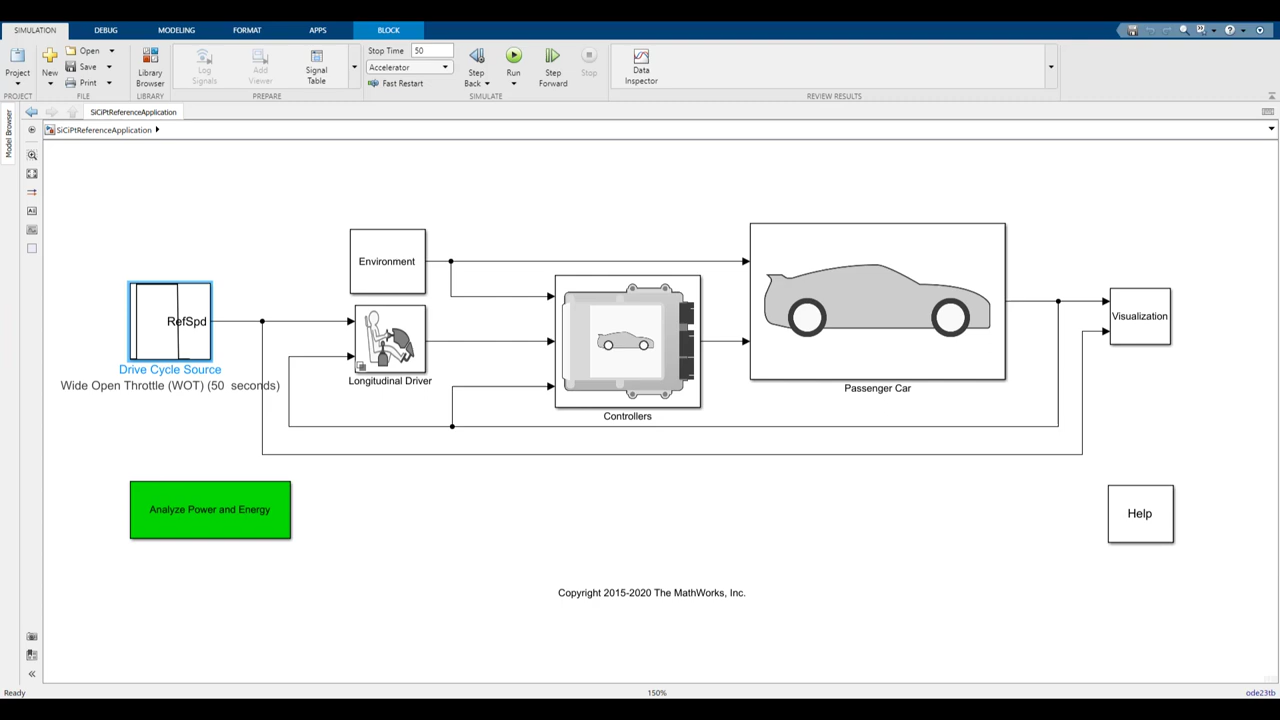 SIMULATION
DEBUG
MODELING
FORMAT
APPS
BLOCK
Project
New
Open
Save
Print
Library
Browser
Log
Signals
Add
Viewer
Signal
Table
Stop Time 50
Accelerator
Fast Restart
Step
Back
Run
Step
Forward
Stop
Data
Inspector
PROJECT
FILE
LIBRARY
PREPARE
SIMULATE
REVIEW RESULTS
Model Browser
SiCiPtReferenceApplication
SiCiPtReferenceApplication
Environment
RefSpd
Drive Cycle Source
Wide Open Throttle (WOT) (50 seconds)
Longitudinal Driver
Controllers
Passenger Car
Visualization
Analyze Power and Energy
Help
Copyright 2015-2020 The MathWorks, Inc.
Ready
150%
ode23tb